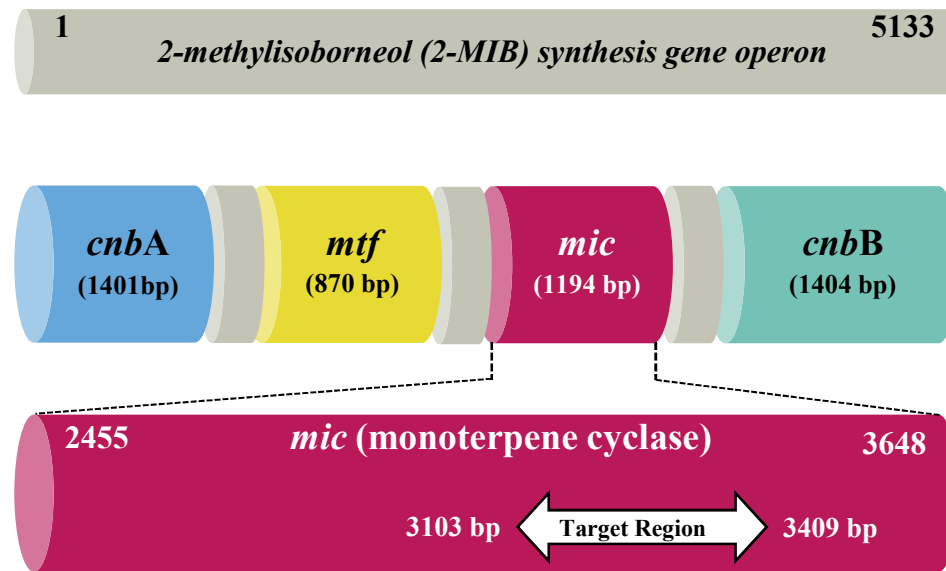 1 5133
2-methylisoborneol (2-MIB) synthesis gene operon
cnbA mtf mic cnbB
(1401bp) (870 bp) (1194 bp) (1404 bp)
2455 mic (monoterpene cyclase) 3648
3103 bp Target Region 3409 bp